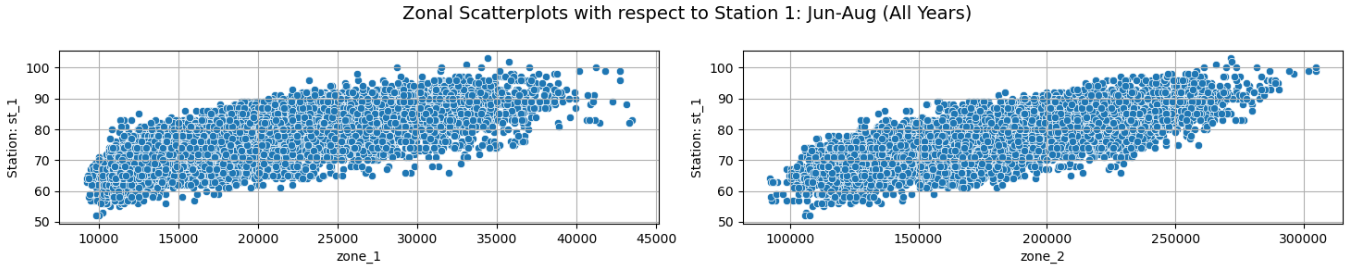 Zonal Scatterplots with respect to Station 1: Jun-Aug (All Years)
Station: st_1
100
90
80
70
60
50
10000 15000 20000 25000 30000 35000 40000 45000
zone_1
Station: st_1
100
90
80
70
60
50
100000 150000 200000 250000 300000
zone_2